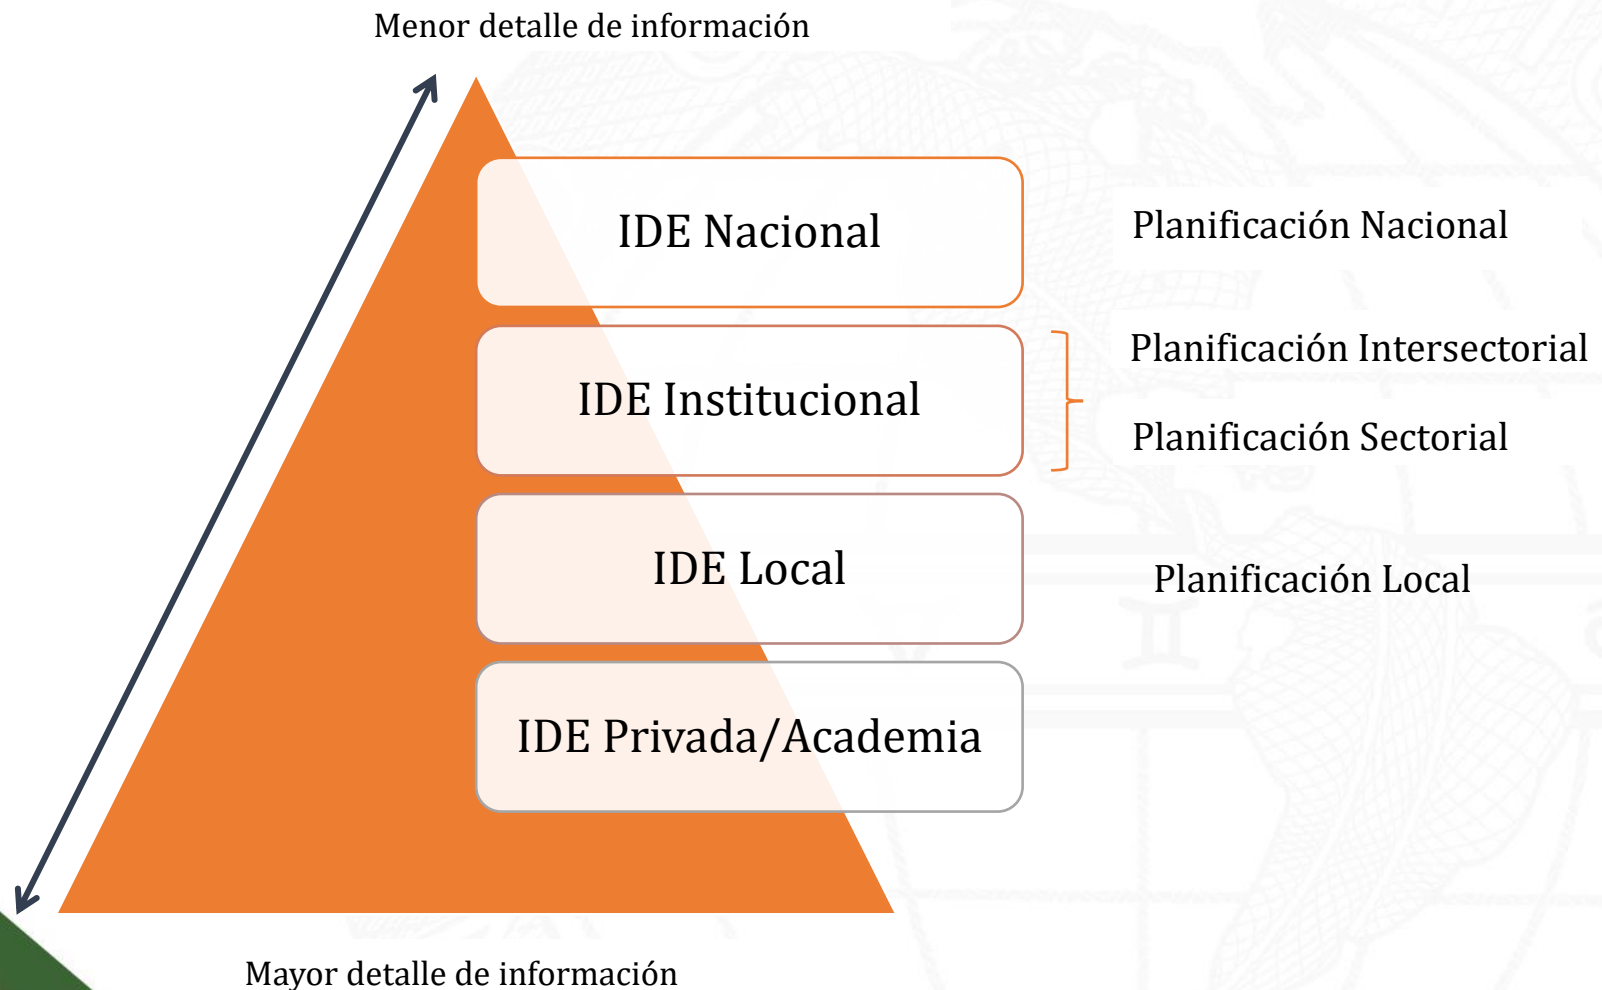 Menor detalle de información
IDE Nacional
Planificación Nacional
IDE Institucional
Planificación Intersectorial
Planificación Sectorial
IDE Local
Planificación Local
IDE Privada/Academia
Mayor detalle de información